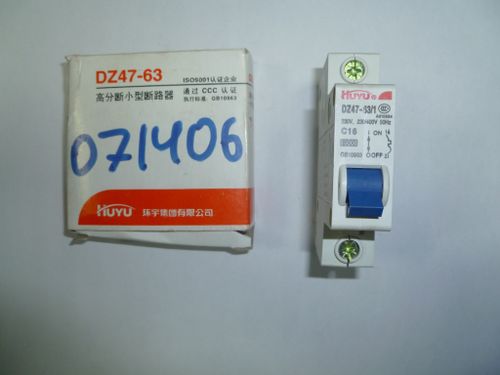 DZ47-63
ISO9001认证企业
高分断小型断路器
通过 CCC 认证
执行标准: GB10963
071406
HUYU 环宇集团有限公司
HUYU
DZ47-63/1
230V, 230/400V 50Hz
C16
ON
GB10963
OFF